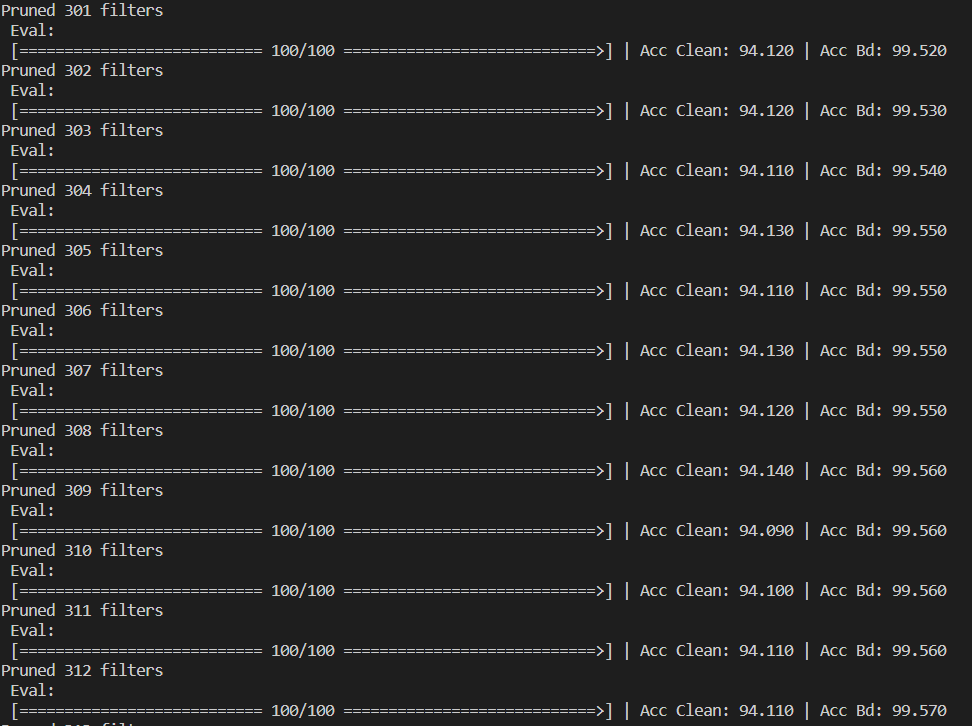 Pruned 301 filters
Eval:
[=========================== 100/100 ============================>] | Acc Clean: 94.120 | Acc Bd: 99.520
Pruned 302 filters
Eval:
[=========================== 100/100 ============================>] | Acc Clean: 94.120 | Acc Bd: 99.530
Pruned 303 filters
Eval:
[=========================== 100/100 ============================>] | Acc Clean: 94.110 | Acc Bd: 99.540
Pruned 304 filters
Eval:
[=========================== 100/100 ============================>] | Acc Clean: 94.130 | Acc Bd: 99.550
Pruned 305 filters
Eval:
[=========================== 100/100 ============================>] | Acc Clean: 94.110 | Acc Bd: 99.550
Pruned 306 filters
Eval:
[=========================== 100/100 ============================>] | Acc Clean: 94.130 | Acc Bd: 99.550
Pruned 307 filters
Eval:
[=========================== 100/100 ============================>] | Acc Clean: 94.120 | Acc Bd: 99.550
Pruned 308 filters
Eval:
[=========================== 100/100 ============================>] | Acc Clean: 94.140 | Acc Bd: 99.560
Pruned 309 filters
Eval:
[=========================== 100/100 ============================>] | Acc Clean: 94.090 | Acc Bd: 99.560
Pruned 310 filters
Eval:
[=========================== 100/100 ============================>] | Acc Clean: 94.100 | Acc Bd: 99.560
Pruned 311 filters
Eval:
[=========================== 100/100 ============================>] | Acc Clean: 94.110 | Acc Bd: 99.560
Pruned 312 filters
Eval:
[=========================== 100/100 ============================>] | Acc Clean: 94.110 | Acc Bd: 99.570